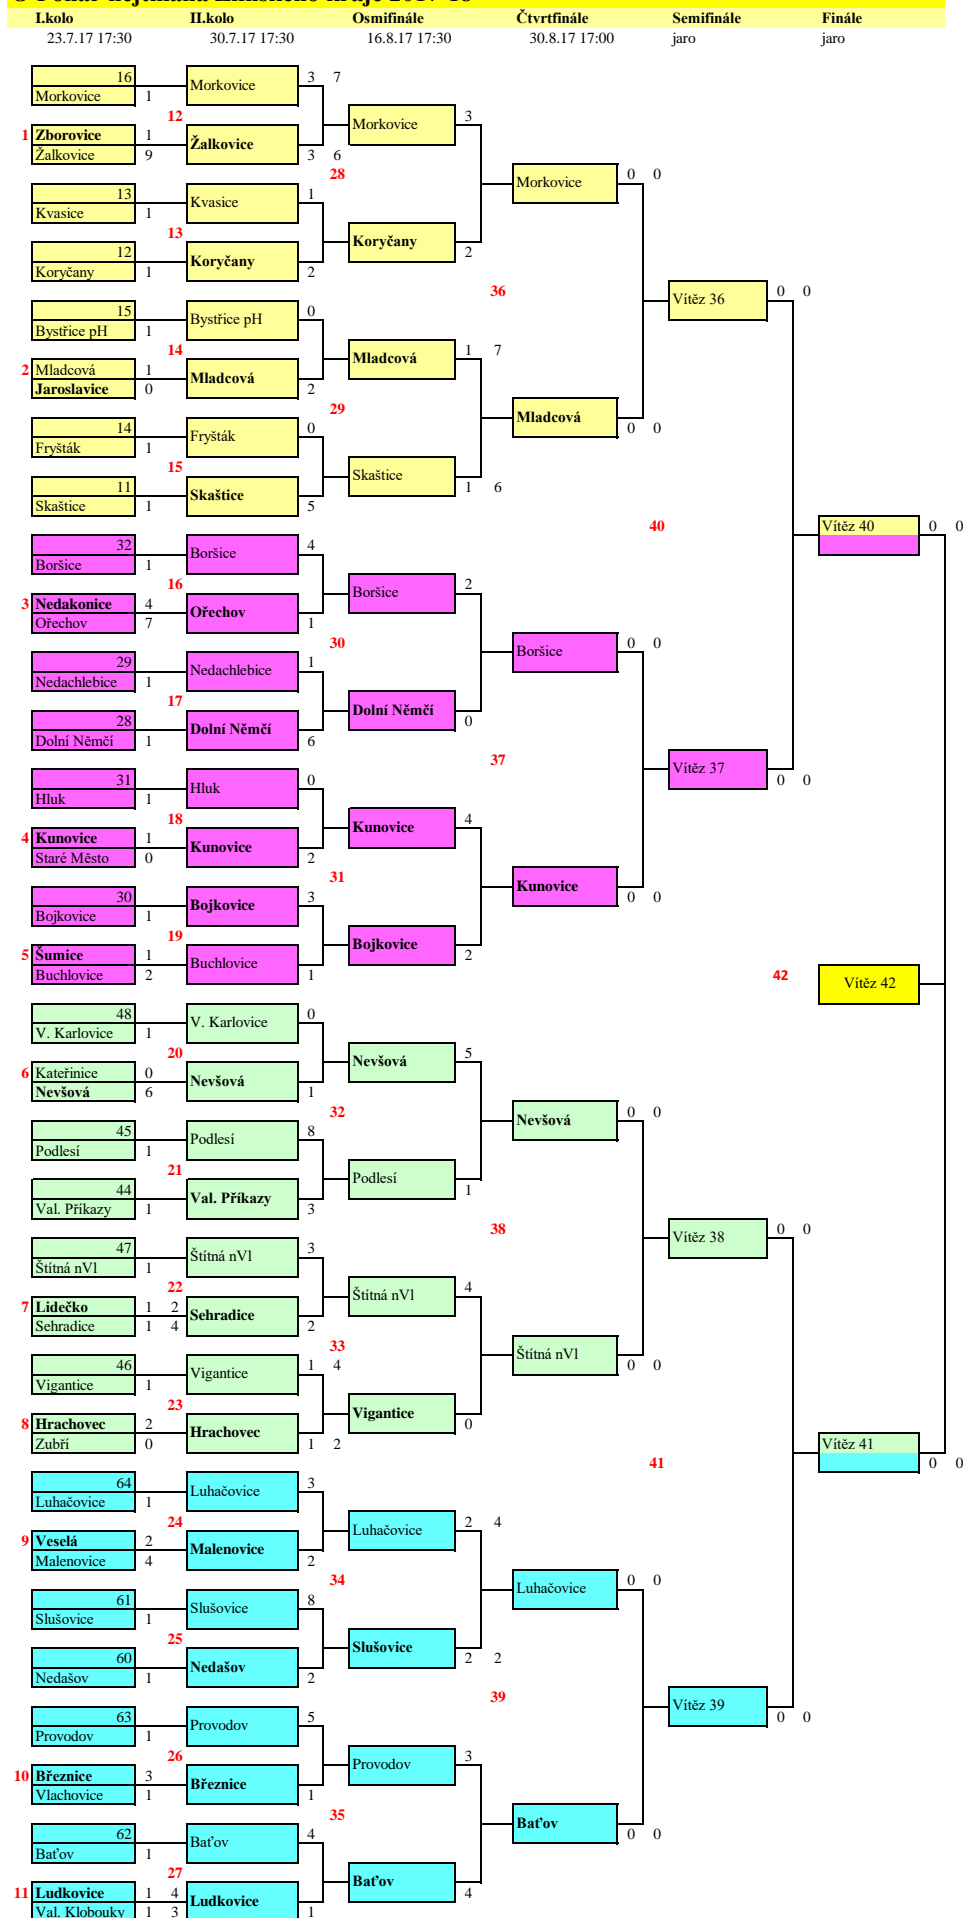 O Pohár hejtmana Zlínského kraje 2017-18
I.kolo II.kolo Osmifinále Čtvrtfinále Semifinále Finále
23.7.17 17:30 30.7.17 17:30 16.8.17 17:30 30.8.17 17:00 jaro jaro
16 Morkovice 3 7
Morkovice 1
12 Morkovice 3
1 Zborovice 1 Žalkovice
Žalkovice 9 3 6
28 Morkovice 0 0
13 Kvasice 1
Kvasice 1
13 Koryčany
12 Koryčany 2
Koryčany 1 2
36 Vítěz 36 0 0
15 Bystřice pH 0
Bystřice pH 1
14 Mladcová 1 7
2 Mladcová 1 Mladcová
Jaroslavice 0 2
29 Mladcová
14 Fryšták 0 0 0
Fryšták 1
15 Skaštice
11 Skaštice 1 6
Skaštice 1 5
40 Vítěz 40 0 0
32 Boršice 4
Boršice 1
16 Boršice 2
3 Nedakonice 4 Ořechov
Ořechov 7 1
30 Boršice 0 0
29 Nedachlebice 1
Nedachlebice 1
17 Dolní Němčí
28 Dolní Němčí 0
Dolní Němčí 1 6
37 Vítěz 37
31 Hluk 0 0 0
Hluk 1
18 Kunovice 4
4 Kunovice 1 Kunovice
Staré Město 0 2
31 Kunovice
30 Bojkovice 3 0 0
Bojkovice 1
19 Bojkovice
5 Šumice 1 Buchlovice 2
Buchlovice 2 1
42 Vítěz 42
48 V. Karlovice 0
V. Karlovice 1
20 Nevšová 5
6 Kateřinice 0 Nevšová
Nevšová 6 1
32 Nevšová 0 0
45 Podlesí 8
Podlesí 1
21 Podlesí
44 Val. Příkazy 1
Val. Příkazy 1 3
38 Vítěz 38 0 0
47 Štítná nVl 3
Štítná nVl 1
22 Štítná nVl 4
7 Lidečko 1 2 Sehradice
Sehradice 1 4 2
33 Štítná nVl
46 Vigantice 1 4 0 0
Vigantice 1
23 Vigantice
8 Hrachovec 2 Hrachovec 0
Zubří 0 1 2
41 Vítěz 41 0 0
64 Luhačovice 3
Luhačovice 1
24 Luhačovice 2 4
9 Veselá 2 Malenovice
Malenovice 4 2
34 Luhačovice 0 0
61 Slušovice 8
Slušovice 1
25 Slušovice
60 Nedašov 2 2
Nedašov 1 2
39 Vítěz 39
63 Provodov 5 0 0
Provodov 1
26 Provodov 3
10 Březnice 3 Březnice
Vlachovice 1 1
35 Baťov
62 Baťov 4 0 0
Baťov 1
27 Baťov
11 Ludkovice 1 4 Ludkovice 4
Val. Klobouky 1 3 1